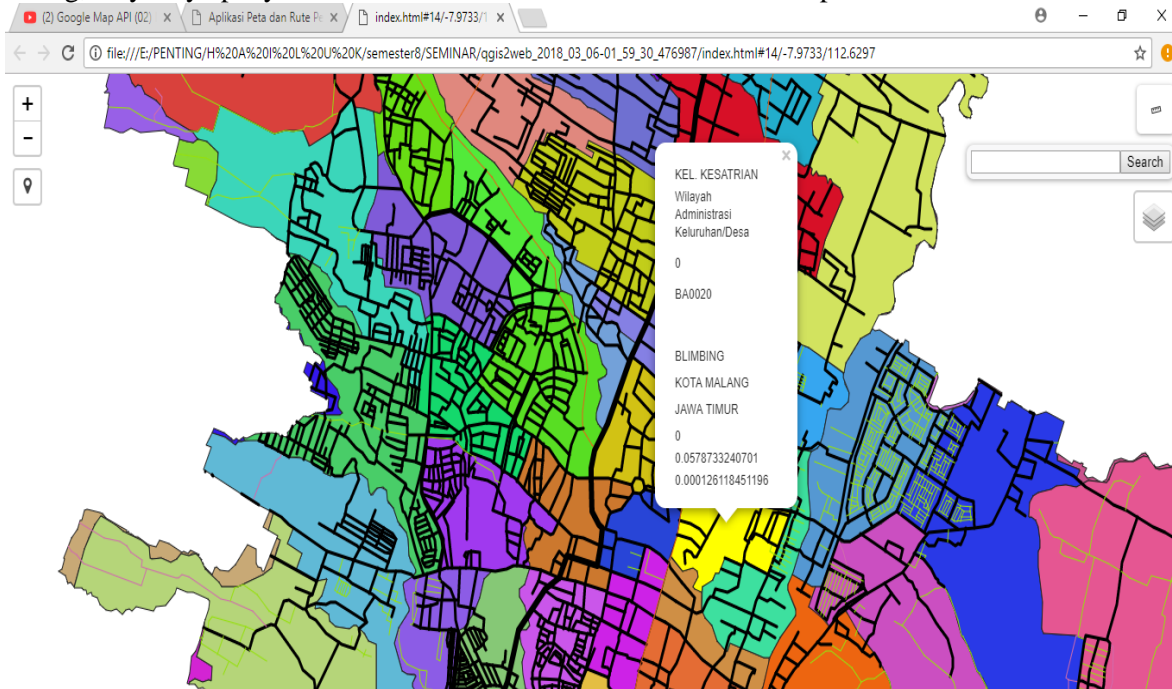 (2) Google Map API (02)
Aplikasi Peta dan Rute Pe
index.html#14/-7.9733/1
file:///E:/PENTING/H%20A%20I%20L%20U%20K/semester8/SEMINAR/qgis2web_2018_03_06-01_59_30_476987/index.html#14/-7.9733/112.6297
+
−
Search
KEL. KESATRIAN
Wilayah
Administrasi
Keluruhan/Desa
0
BA0020
BLIMBING
KOTA MALANG
JAWA TIMUR
0
0.0578733240701
0.000126118451196